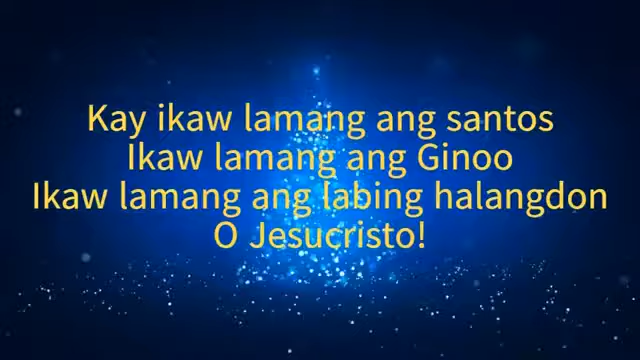 Kay ikaw lamang ang santos
Ikaw lamang ang Ginoo
Ikaw lamang ang labing halangdon
O Jesucristo!